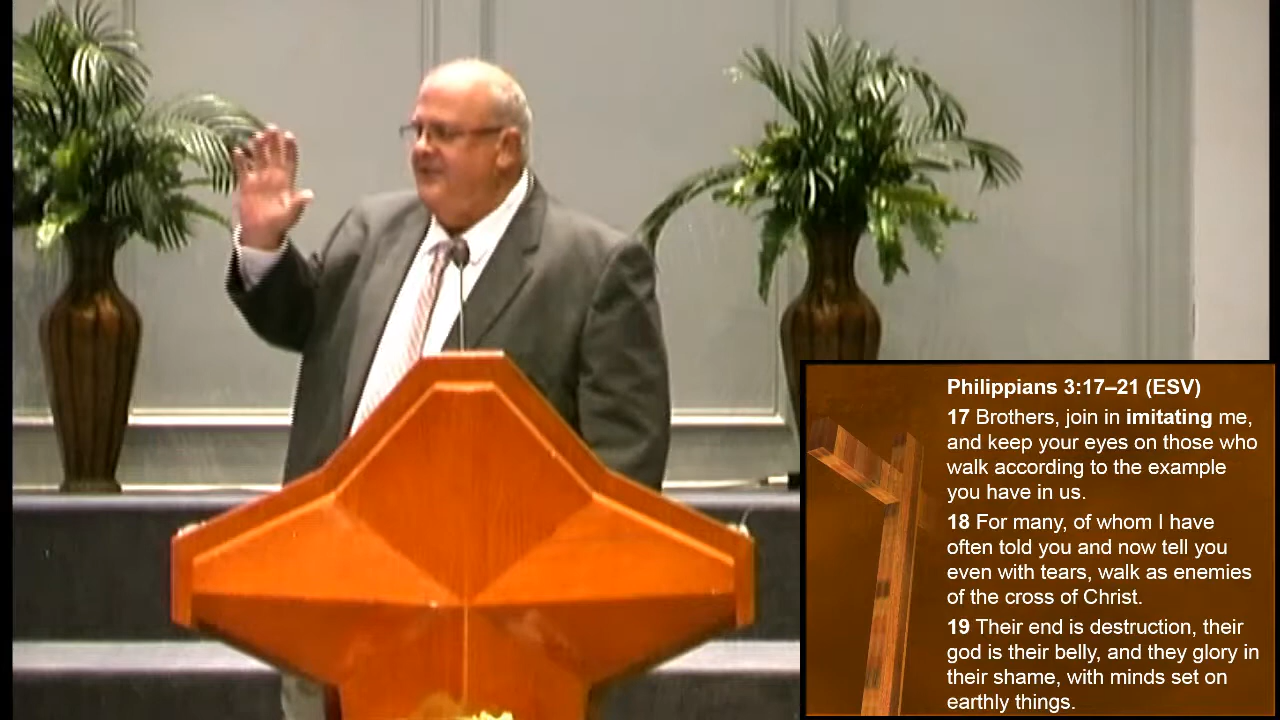 Philippians 3:17–21 (ESV)
17 Brothers, join in imitating me,
and keep your eyes on those who
walk according to the example
you have in us.
18 For many, of whom I have
often told you and now tell you
even with tears, walk as enemies
of the cross of Christ.
19 Their end is destruction, their
god is their belly, and they glory in
their shame, with minds set on
earthly things.